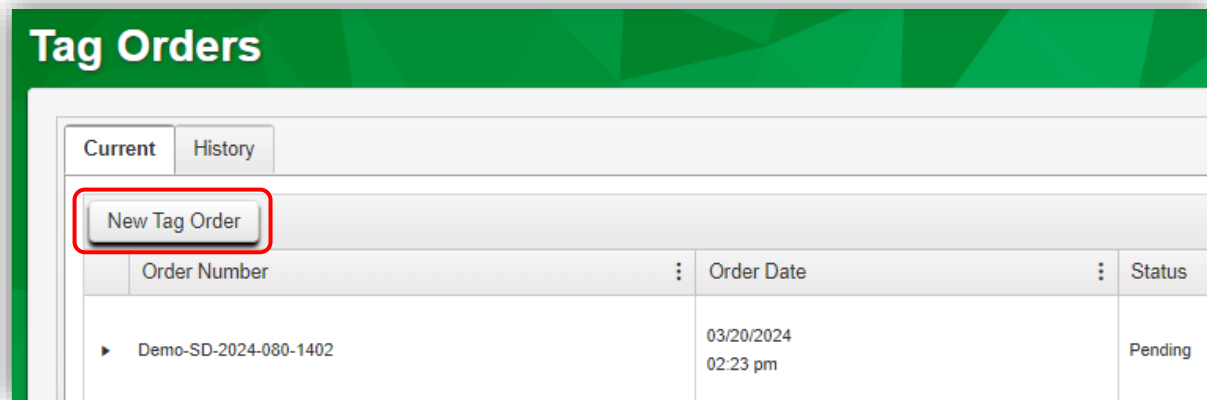 Tag Orders
Current History
New Tag Order
Order Number Order Date Status
Demo-SD-2024-080-1402 03/20/2024 02:23 pm Pending